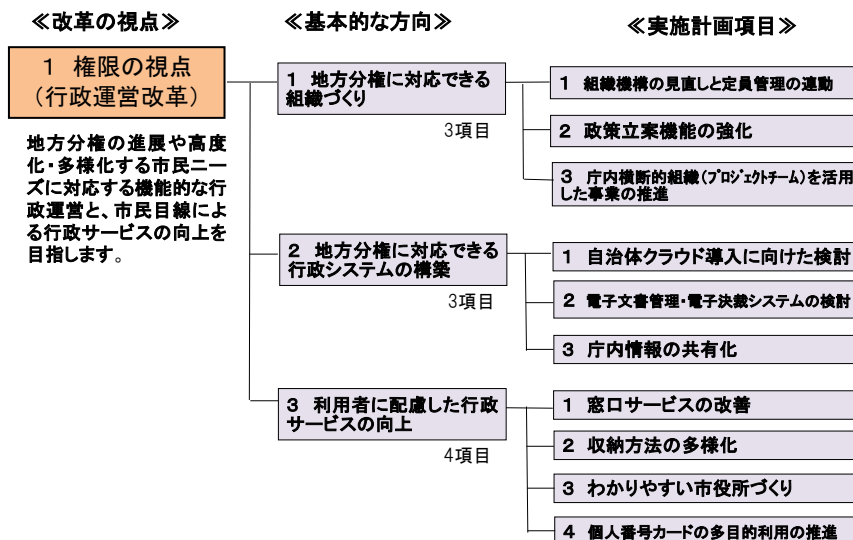 ≪改革の視点≫
≪基本的な方向≫
≪実施計画項目≫
1 権限の視点
(行政運営改革)
地方分権の進展や高度
化・多様化する市民ニー
ズに対応する機能的な行
政運営と、市民目線によ
る行政サービスの向上を
目指します。
1 地方分権に対応できる
組織づくり
3項目
1 組織機構の見直しと定員管理の連動
2 政策立案機能の強化
3 庁内横断的組織(プロジェクトチーム)を活用
した事業の推進
2 地方分権に対応できる
行政システムの構築
3項目
1 自治体クラウド導入に向けた検討
2 電子文書管理・電子決裁システムの検討
3 庁内情報の共有化
3 利用者に配慮した行政
サービスの向上
4項目
1 窓口サービスの改善
2 収納方法の多様化
3 わかりやすい市役所づくり
4 個人番号カードの多目的利用の推進